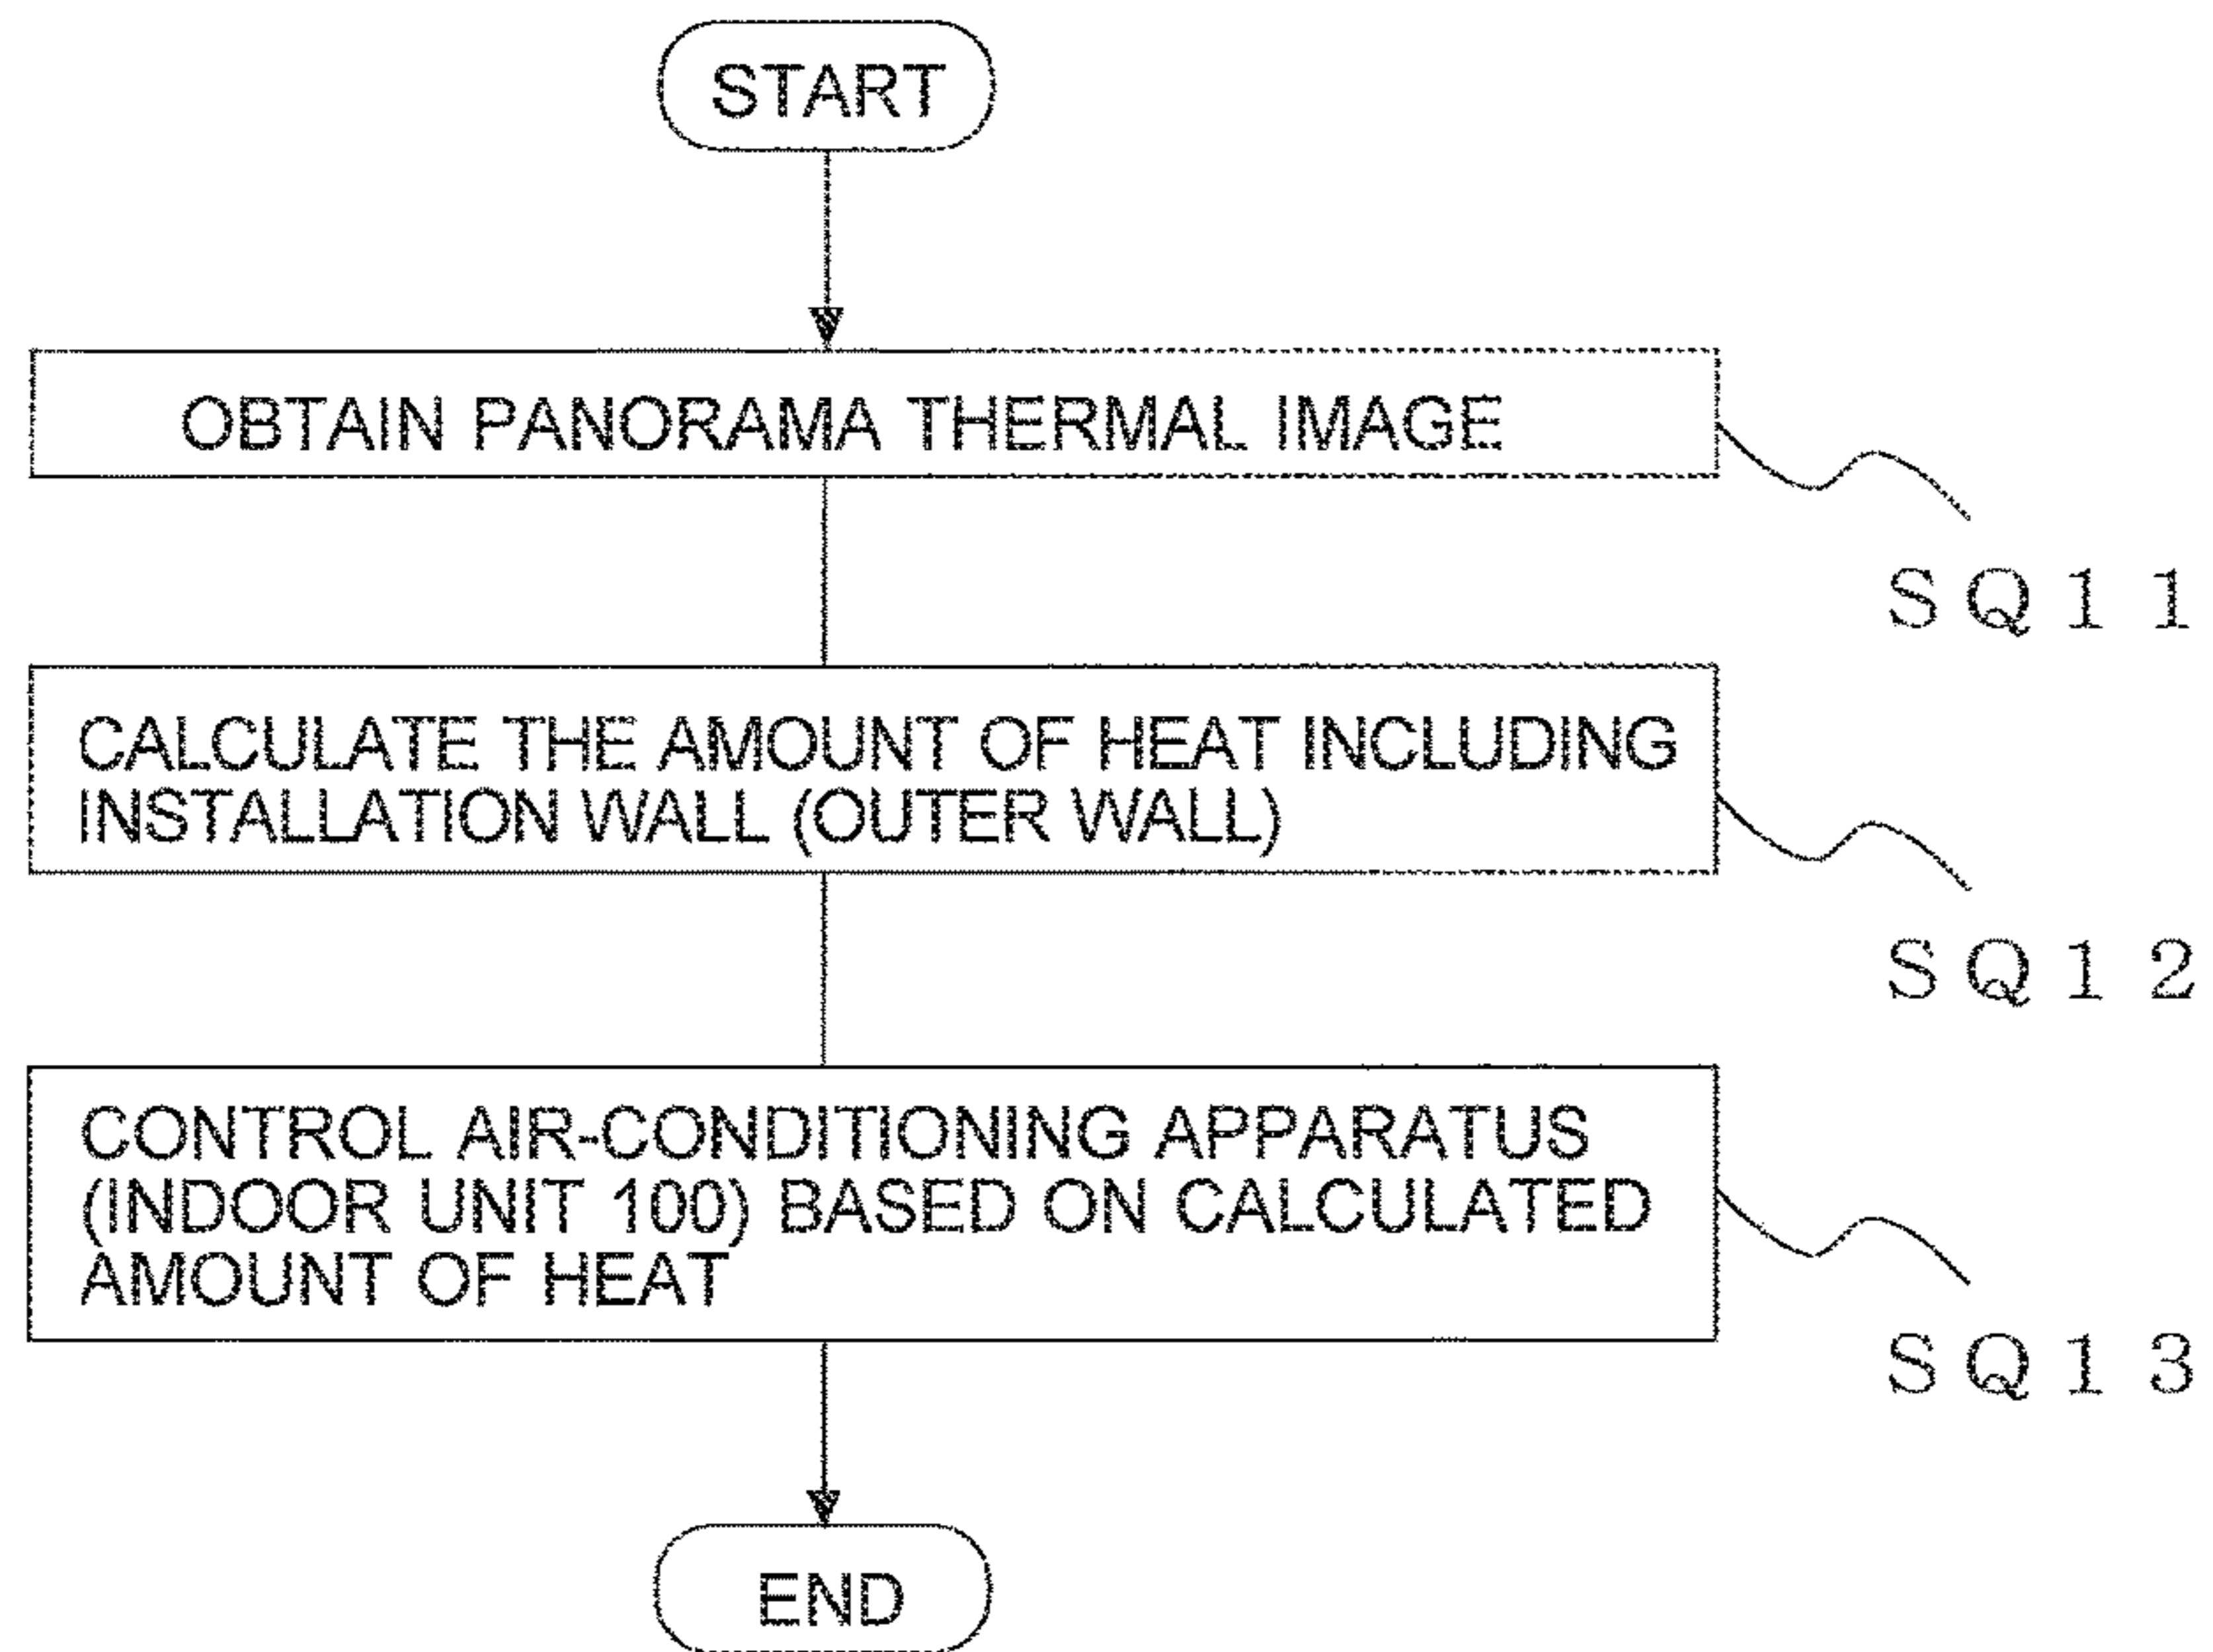 START
OBTAIN PANORAMA THERMAL IMAGE
SQ11
CALCULATE THE AMOUNT OF HEAT INCLUDING
INSTALLATION WALL (OUTER WALL)
SQ12
CONTROL AIR-CONDITIONING APPARATUS
(INDOOR UNIT 100) BASED ON CALCULATED
AMOUNT OF HEAT
SQ13
END